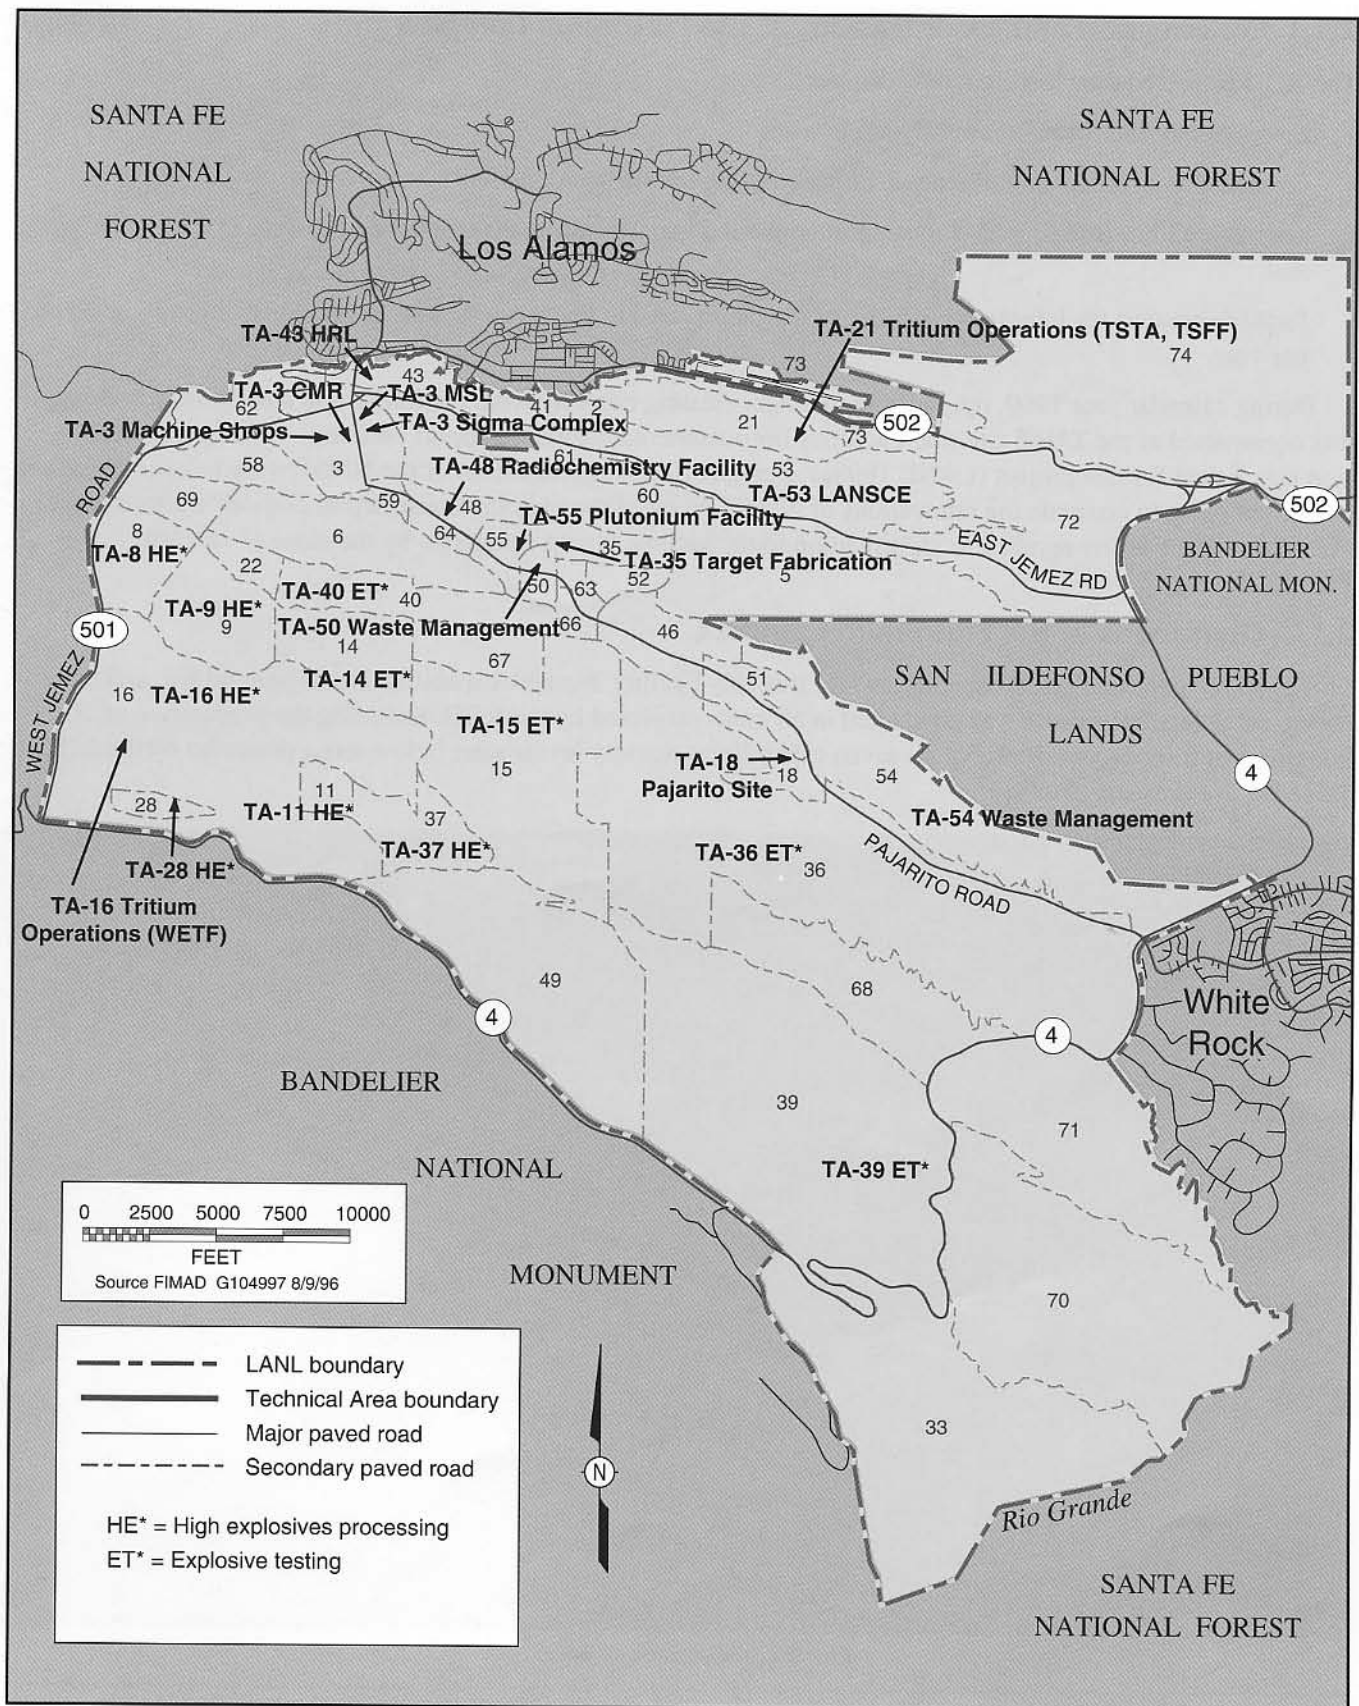 SANTA FE
NATIONAL
FOREST
SANTA FE
NATIONAL FOREST
Los Alamos
TA-43 HRL
TA-21 Tritium Operations (TSTA, TSFF)
74
73
43
TA-3 CMR
TA-3 MSL
62
41
2
21
502
TA-3 Machine Shops
TA-3 Sigma Complex
73
58
3
61
53
TA-48 Radiochemistry Facility
ROAD
69
59
48
60
TA-53 LANSCE
502
8
6
64
55
TA-55 Plutonium Facility
72
35
EAST JEMEZ RD
BANDELIER
NATIONAL MON.
TA-8 HE*
22
TA-35 Target Fabrication
5
TA-40 ET*
40
50
63
52
TA-9 HE*
9
501
TA-50 Waste Management
66
46
14
67
WEST JEMEZ
16
TA-16 HE*
TA-14 ET*
51
SAN ILDEFONSO PUEBLO
LANDS
TA-15 ET*
15
TA-18
Pajarito Site
18
54
4
28
11
TA-11 HE*
37
TA-54 Waste Management
TA-37 HE*
TA-36 ET*
36
PAJARITO ROAD
TA-28 HE*
TA-16 Tritium
Operations (WETF)
49
68
4
White
Rock
4
BANDELIER
NATIONAL
MONUMENT
39
71
TA-39 ET*
0 2500 5000 7500 10000
FEET
Source FIMAD G104997 8/9/96
70
LANL boundary
Technical Area boundary
Major paved road
Secondary paved road
HE* = High explosives processing
ET* = Explosive testing
N
33
Rio Grande
SANTA FE
NATIONAL FOREST